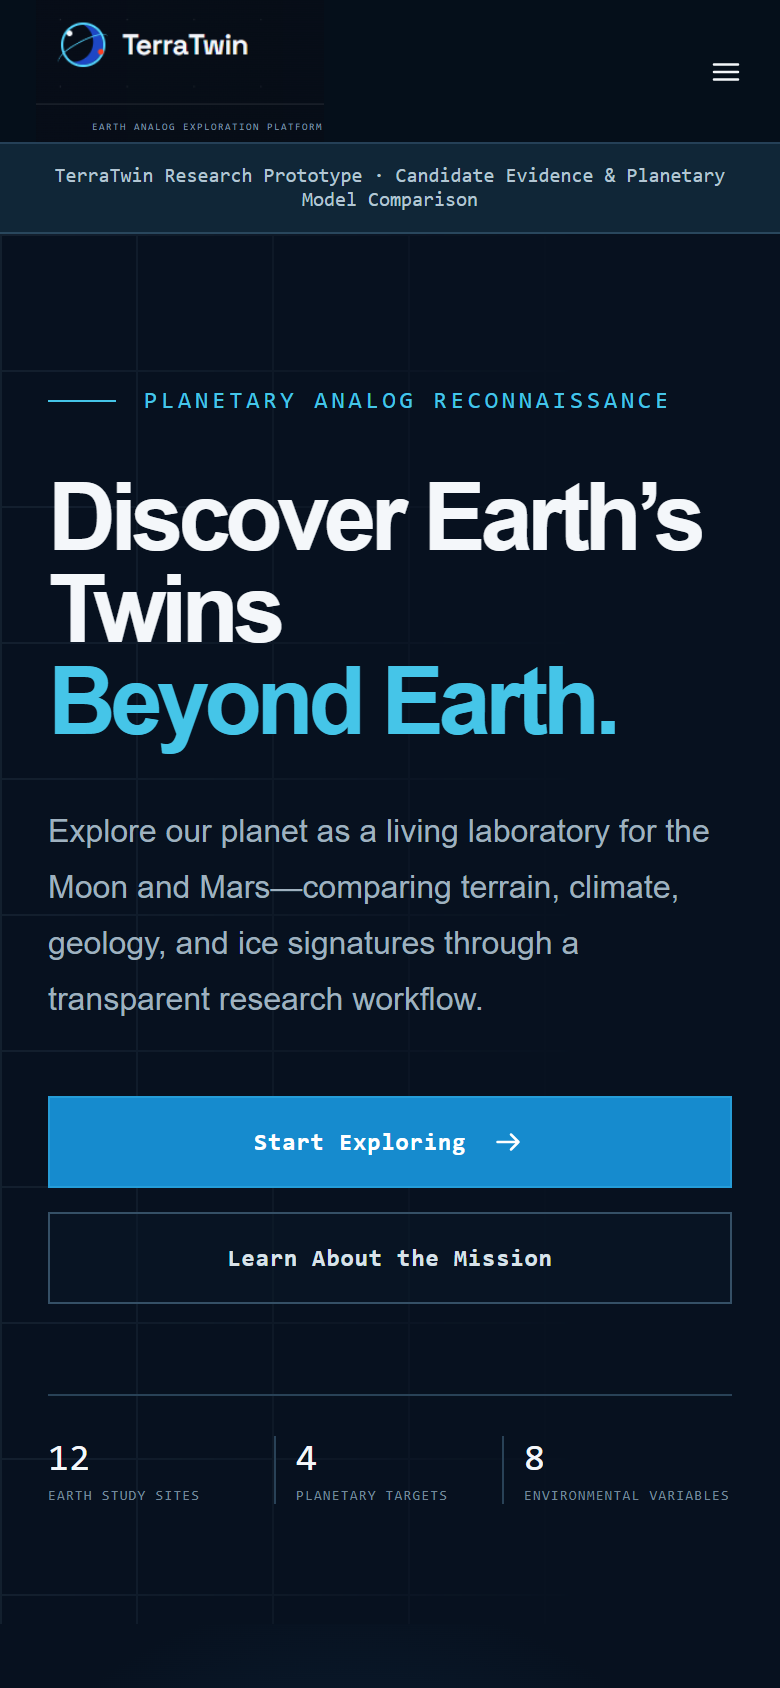 TerraTwin
EARTH ANALOG EXPLORATION PLATFORM
TerraTwin Research Prototype · Candidate Evidence & Planetary
Model Comparison
PLANETARY ANALOG RECONNAISSANCE
Discover Earth’s
Twins
Beyond Earth.
Explore our planet as a living laboratory for the
Moon and Mars—comparing terrain, climate,
geology, and ice signatures through a
transparent research workflow.
Start Exploring →
Learn About the Mission
12
EARTH STUDY SITES
4
PLANETARY TARGETS
8
ENVIRONMENTAL VARIABLES